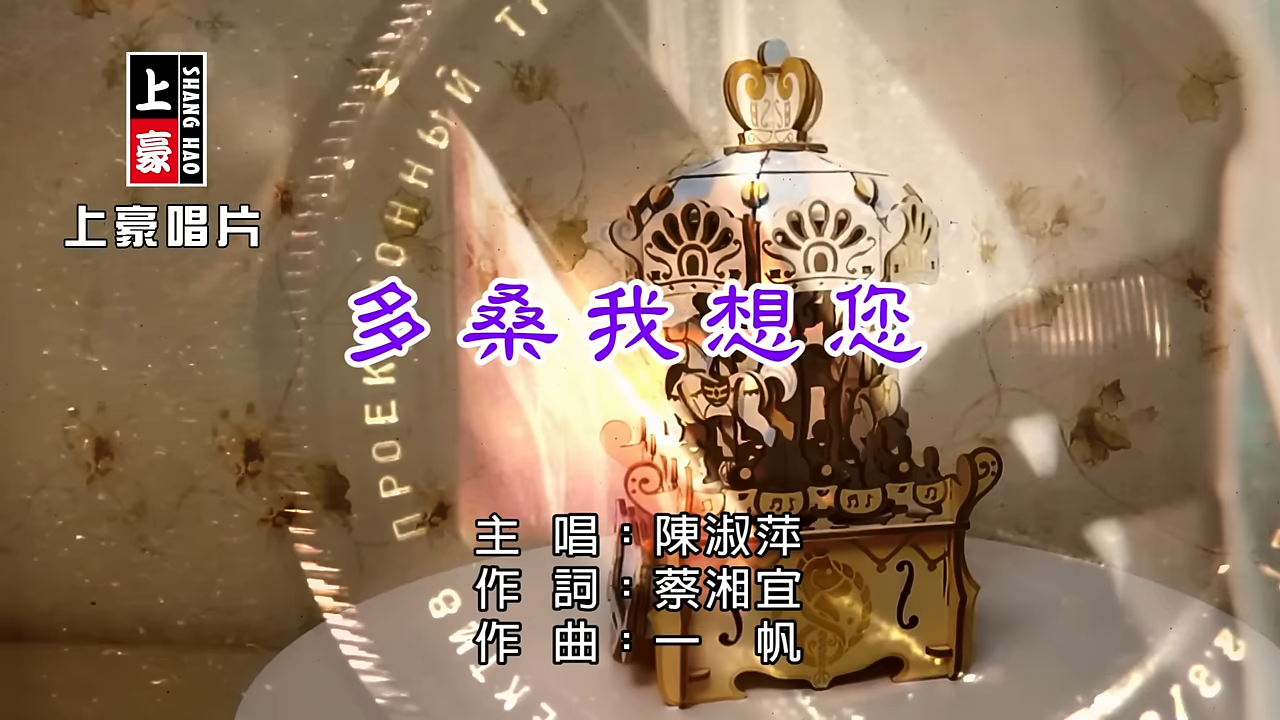 上豪
SHANG HAO
上豪唱片
多桑我想您
主 唱：陳淑萍
作 詞：蔡湘宜
作 曲：一 帆
ПРОЕКЦИОННЫЙ